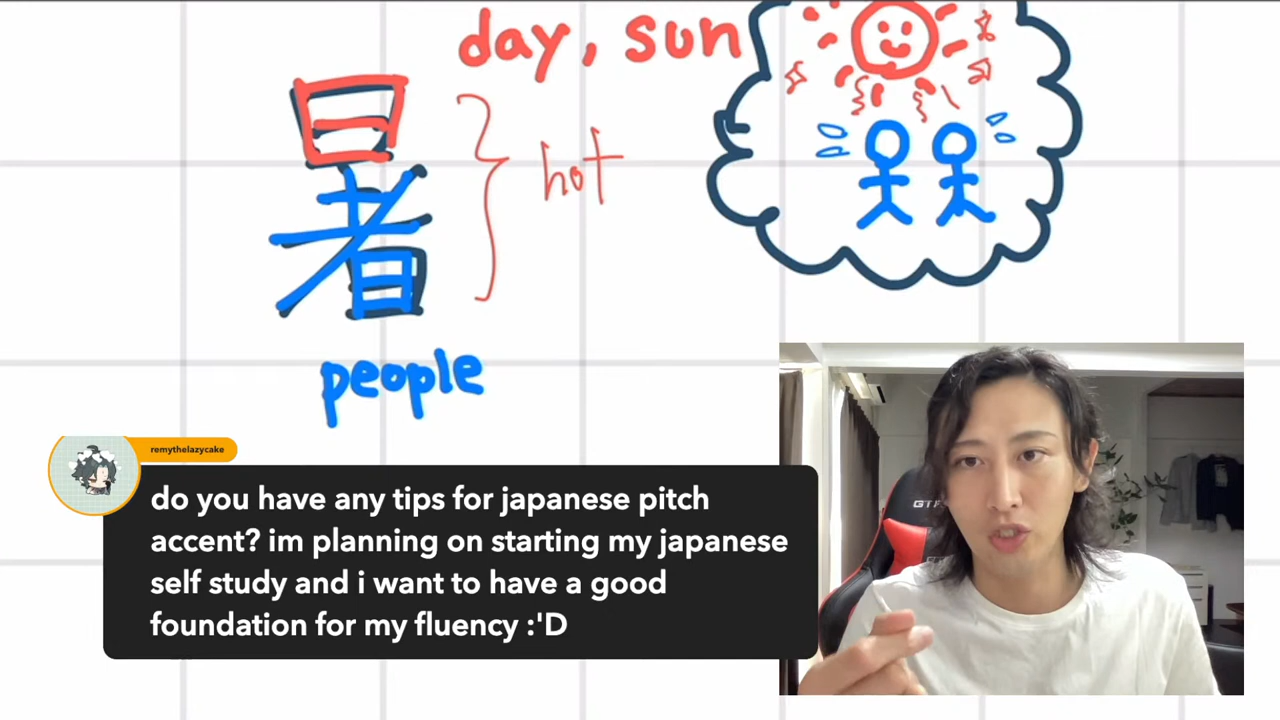 day, sun
暑
hot
people
remythelazycake
do you have any tips for japanese pitch
accent? im planning on starting my japanese
self study and i want to have a good
foundation for my fluency :'D